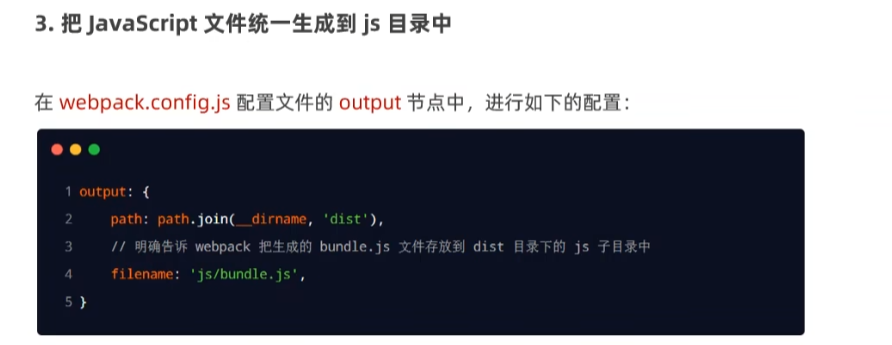 3. 把 JavaScript 文件统一生成到 js 目录中
在 webpack.config.js 配置文件的 output 节点中，进行如下的配置：
1 output: {
2 path: path.join(__dirname, 'dist'),
3 // 明确告诉 webpack 把生成的 bundle.js 文件存放到 dist 目录下的 js 子目录中
4 filename: 'js/bundle.js',
5 }